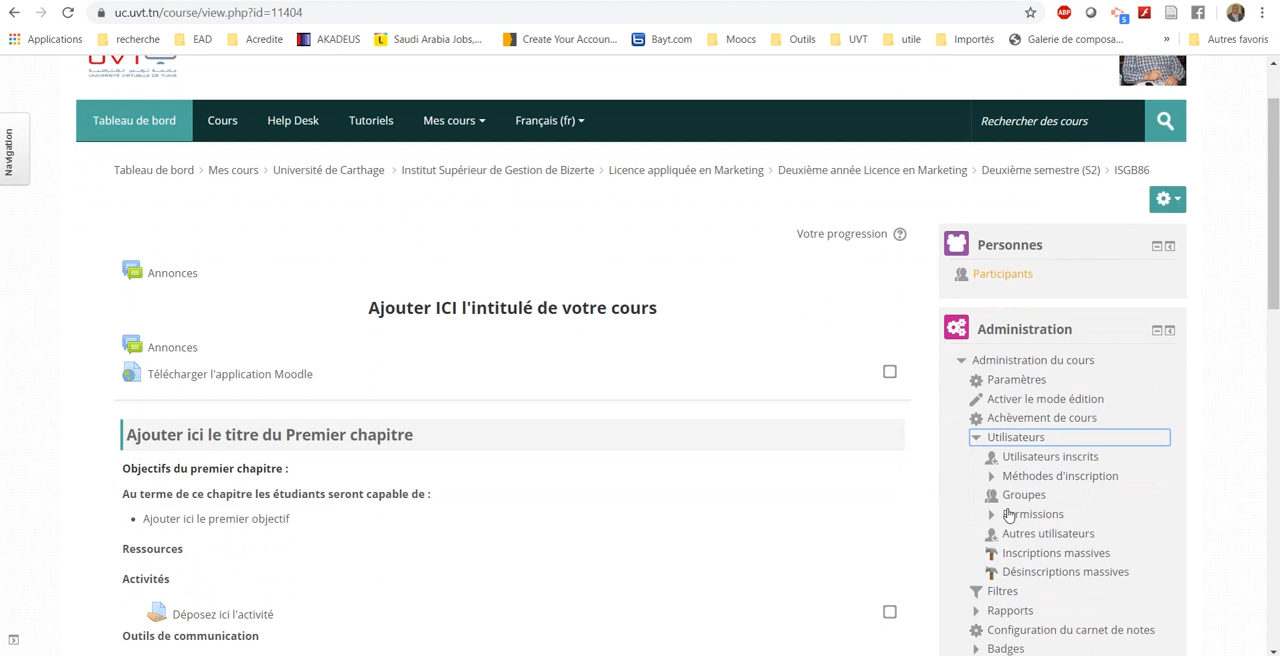 uc.uvt.tn/course/view.php?id=11404
ABP
5
Applications recherche EAD Acredite AKADEUS Saudi Arabia Jobs,... Create Your Accoun... Bayt.com Moocs Outils UVT utile Importés Galerie de composa... » Autres favoris
Navigation
Tableau de bord Cours Help Desk Tutoriels Mes cours Français (fr) Rechercher des cours
Tableau de bord > Mes cours > Université de Carthage > Institut Supérieur de Gestion de Bizerte > Licence appliquée en Marketing > Deuxième année Licence en Marketing > Deuxième semestre (S2) > ISGB86
Votre progression ?
Annonces
Ajouter ICI l'intitulé de votre cours
Annonces
Télécharger l'application Moodle
Ajouter ici le titre du Premier chapitre
Objectifs du premier chapitre :
Au terme de ce chapitre les étudiants seront capable de :
• Ajouter ici le premier objectif
Ressources
Activités
Déposez ici l'activité
Outils de communication
Personnes
Participants
Administration
Administration du cours
Paramètres
Activer le mode édition
Achèvement de cours
Utilisateurs
Utilisateurs inscrits
Méthodes d'inscription
Groupes
Permissions
Autres utilisateurs
Inscriptions massives
Désinscriptions massives
Filtres
Rapports
Configuration du carnet de notes
Badges